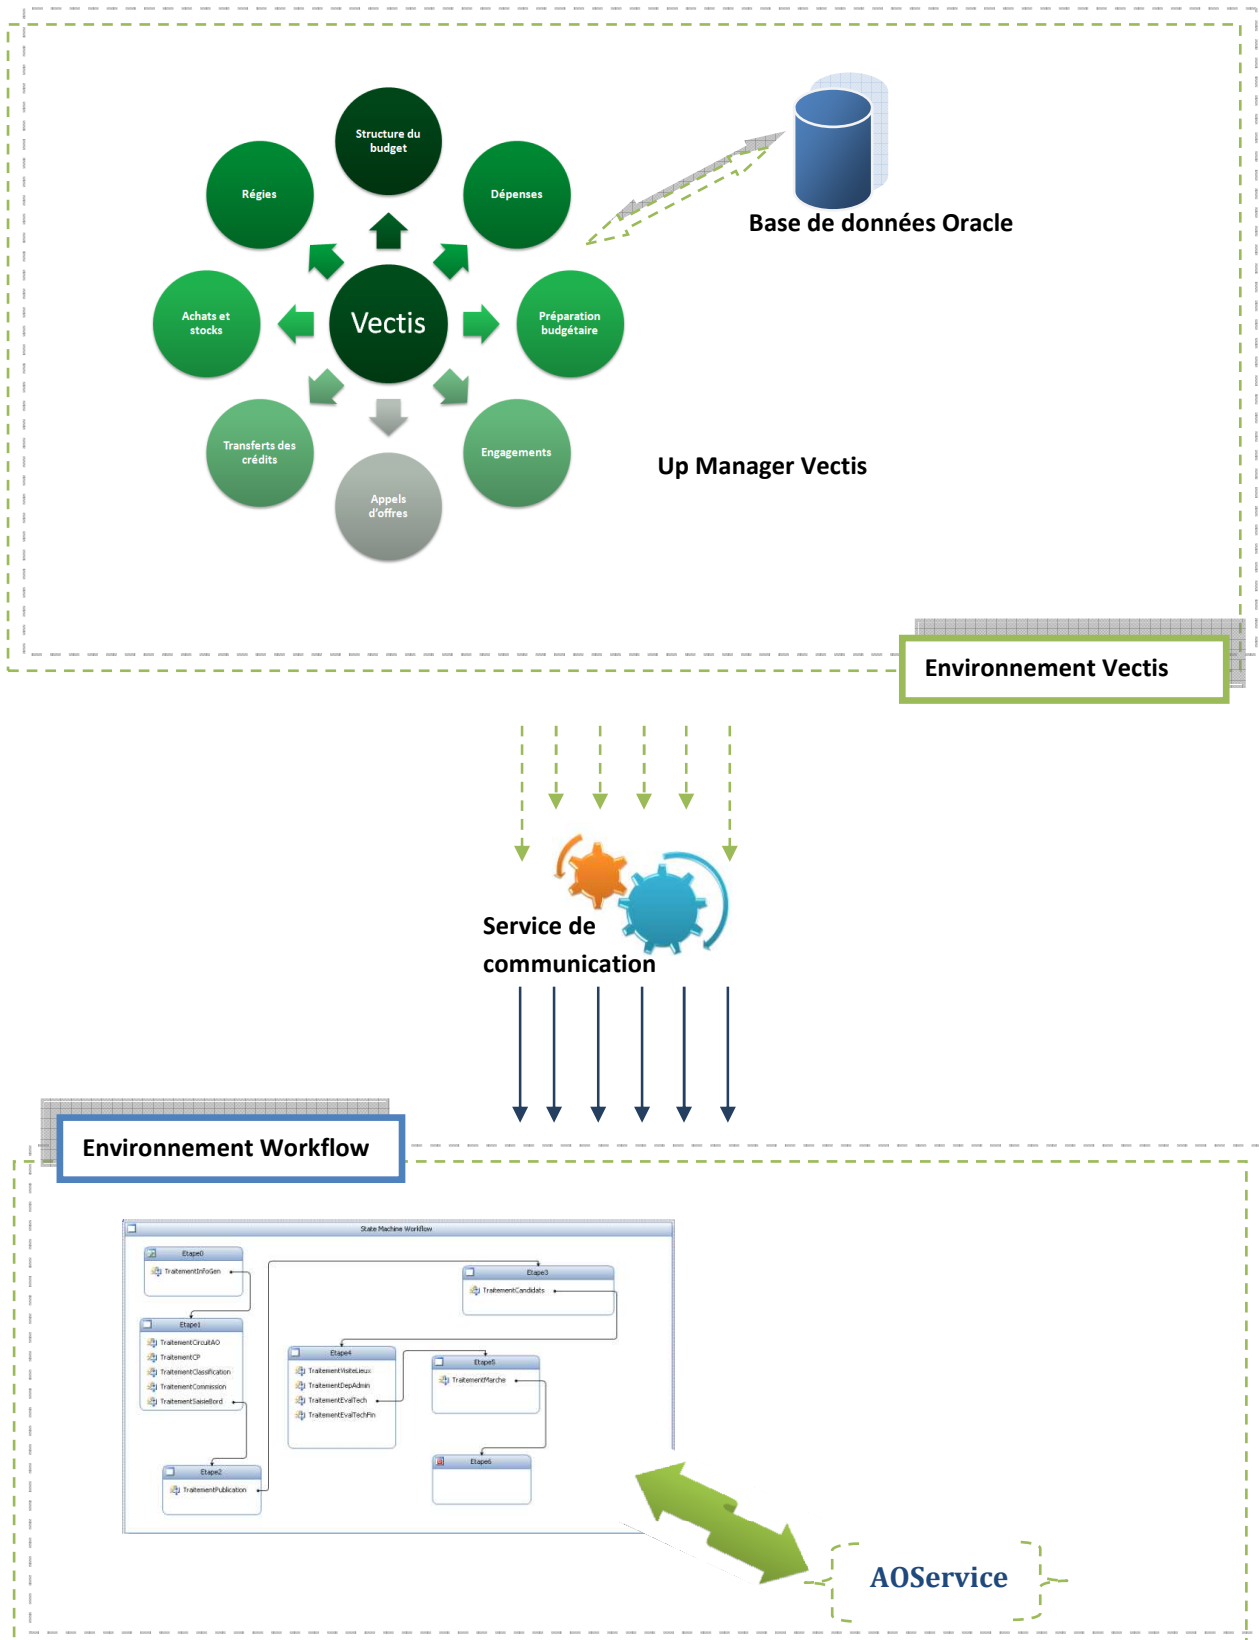 Structure du
budget
Régies
Dépenses
Base de données Oracle
Achats et
stocks
Vectis
Préparation
budgétaire
Transferts des
crédits
Engagements
Up Manager Vectis
Appels
d'offres
Environnement Vectis
Service de
communication
Environnement Workflow
State Machine Workflow
Etape0
TraitementInfoGen
Etape3
TraitementCandidats
Etape1
TraitementCircuitAO
TraitementCP
TraitementClassification
TraitementCommission
TraitementSaisieBord
Etape4
TraitementVisiteLieux
TraitementDepAdmin
TraitementEvalTech
TraitementEvalTechFin
Etape5
TraitementMarche
Etape6
Etape2
TraitementPublication
AOService